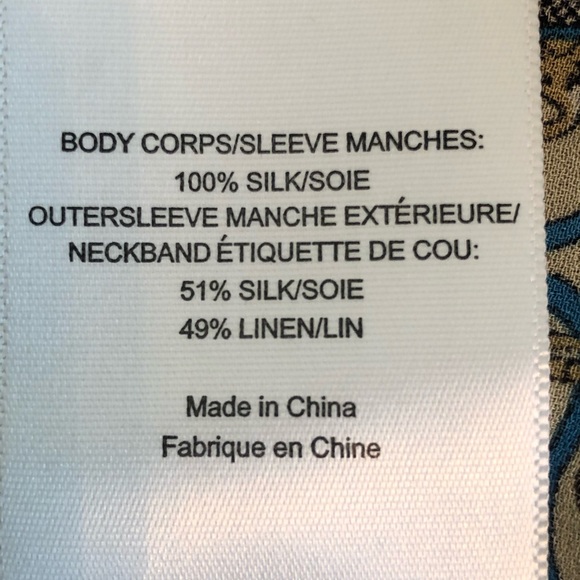 BODY CORPS/SLEEVE MANCHES:
100% SILK/SOIE
OUTERSLEEVE MANCHE EXTÉRIEURE/
NECKBAND ÉTIQUETTE DE COU:
51% SILK/SOIE
49% LINEN/LIN
Made in China
Fabrique en Chine